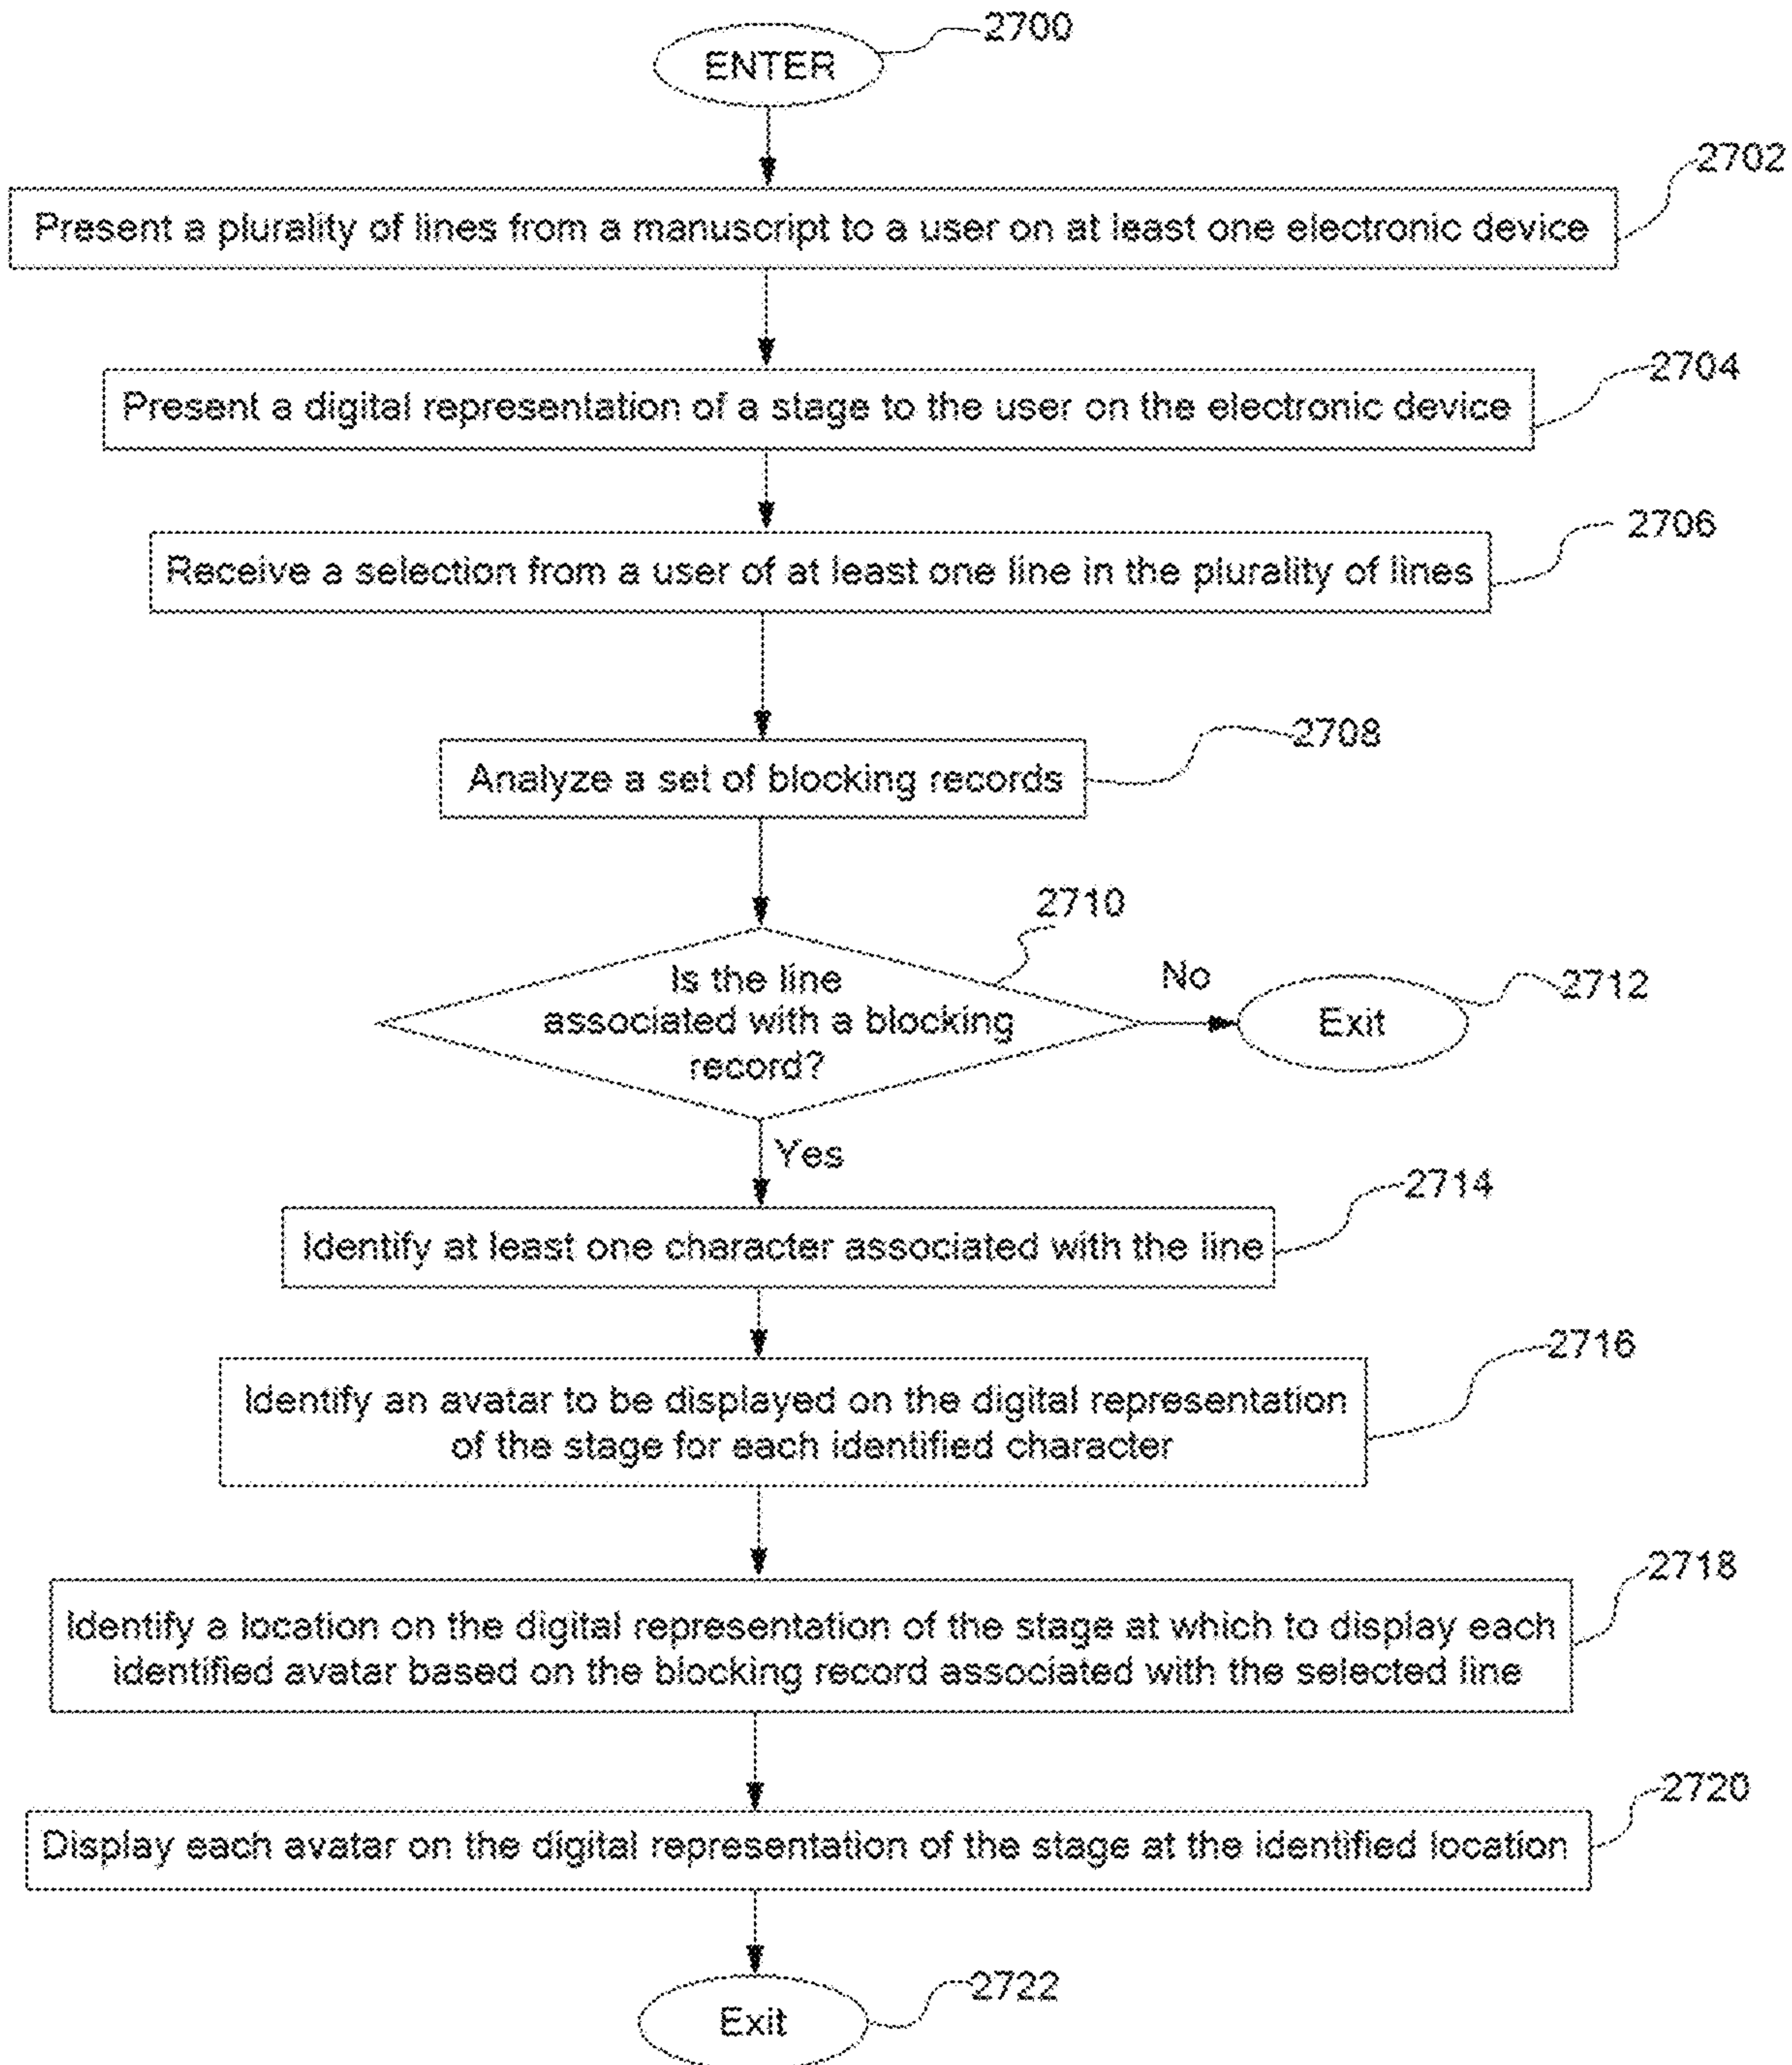 2700
ENTER
2702
Present a plurality of lines from a manuscript to a user on at least one electronic device
2704
Present a digital representation of a stage to the user on the electronic device
2706
Receive a selection from a user of at least one line in the plurality of lines
2708
Analyze a set of blocking records
2710
Is the line
associated with a blocking
record?
No
2712
Exit
Yes
2714
Identify at least one character associated with the line
2716
Identify an avatar to be displayed on the digital representation
of the stage for each identified character
2718
Identify a location on the digital representation of the stage at which to display each
identified avatar based on the blocking record associated with the selected line
2720
Display each avatar on the digital representation of the stage at the identified location
2722
Exit